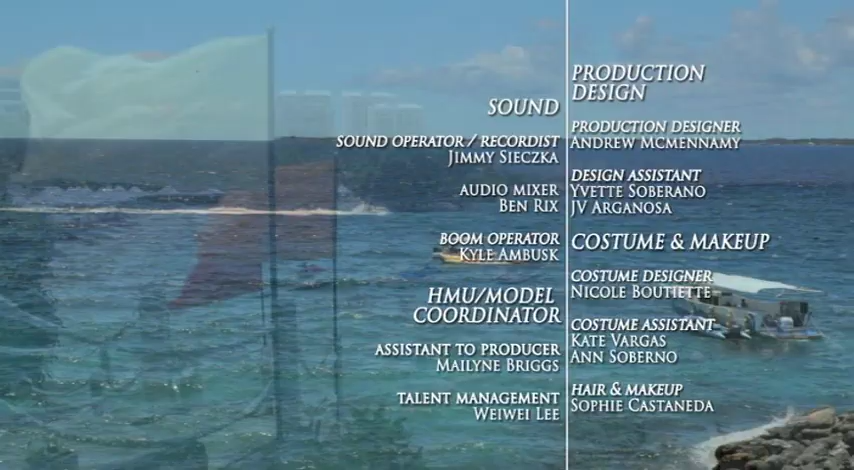 SOUND
SOUND OPERATOR / RECORDIST
JIMMY SIECZKA
AUDIO MIXER
BEN RIX
BOOM OPERATOR
KYLE AMBUSK
HMU/MODEL
COORDINATOR
ASSISTANT TO PRODUCER
MAILYNE BRIGGS
TALENT MANAGEMENT
WEIWEI LEE
PRODUCTION
DESIGN
PRODUCTION DESIGNER
ANDREW MCMENNAMY
DESIGN ASSISTANT
YVETTE SOBERANO
JV ARGANOSA
COSTUME & MAKEUP
COSTUME DESIGNER
NICOLE BOUTIETTE
COSTUME ASSISTANT
KATE VARGAS
ANN SOBERNO
HAIR & MAKEUP
SOPHIE CASTANEDA